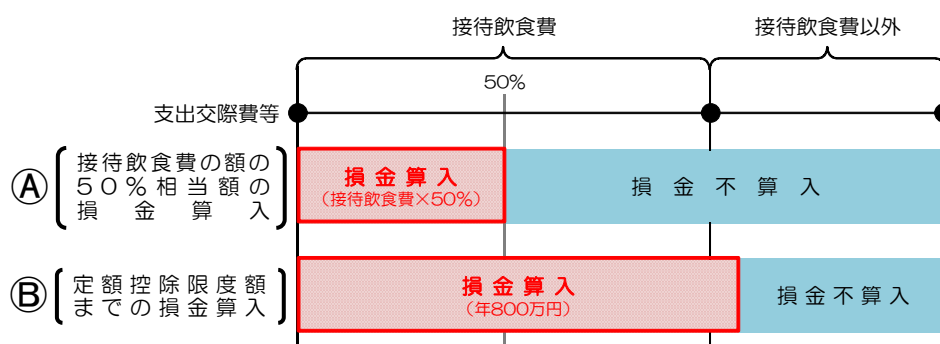 接待飲食費
接待飲食費以外
50%
支出交際費等
Ⓐ
接待飲食費の額の
50%相当額の
損金算入
損金算入
(接待飲食費×50%)
損金不算入
Ⓑ
定額控除限度額
までの損金算入
損金算入
(年800万円)
損金不算入